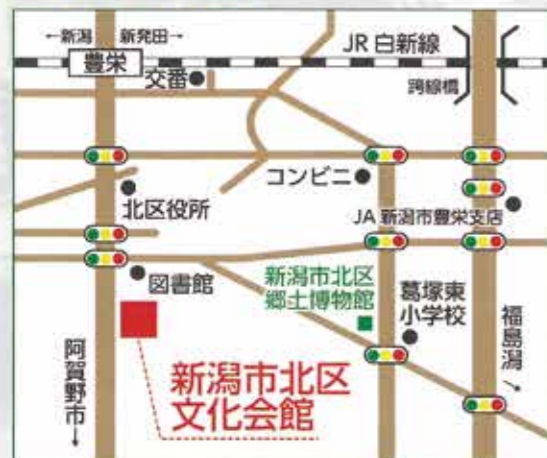 ←新潟 新発田→
JR 白新線
豊栄
交番
跨線橋
コンビニ
北区役所
JA 新潟市豊栄支店
図書館
新潟市北区
郷土博物館
葛塚東
小学校
福島潟→
阿賀野市→
新潟市北区
文化会館